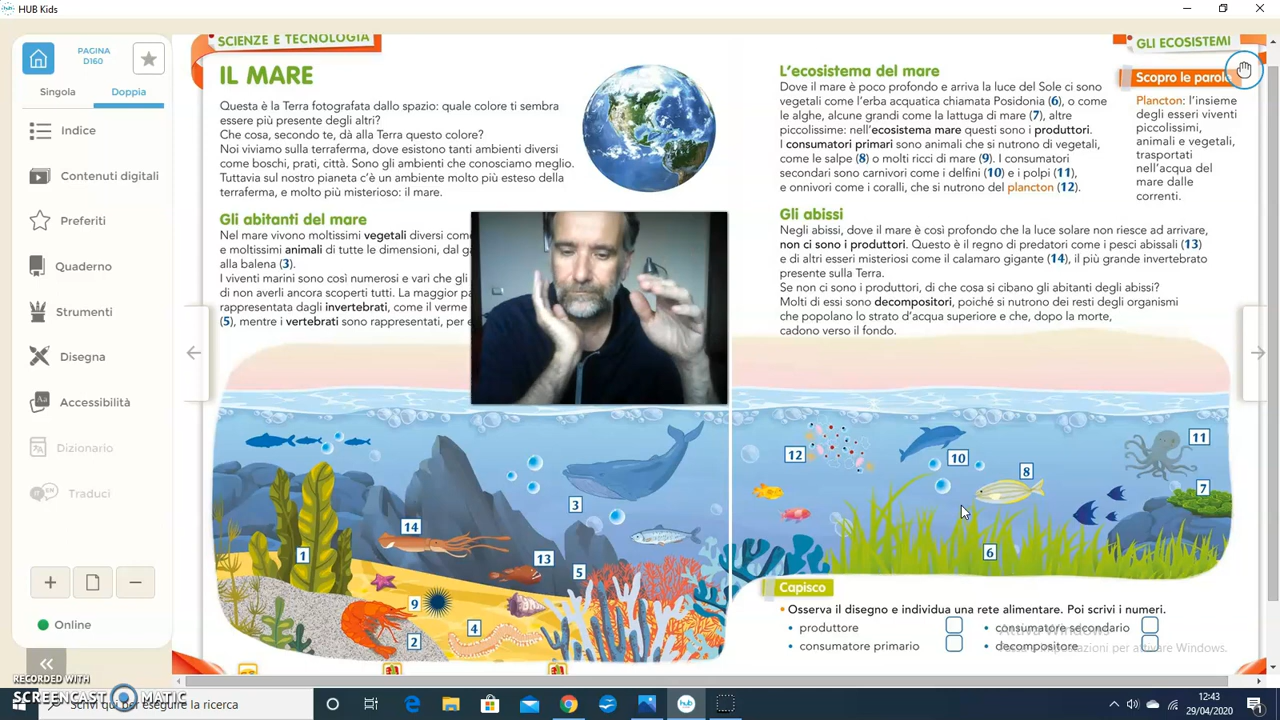 HUB Kids
PAGINA
D160
Singola
Doppia
Indice
Contenuti digitali
Preferiti
Quaderno
Strumenti
Disegna
Accessibilità
Dizionario
Traduci
Online
SCIENZE E TECNOLOGIA
IL MARE
Questa è la Terra fotografata dallo spazio: quale colore ti sembra
essere più presente degli altri?
Che cosa, secondo te, dà alla Terra questo colore?
Noi viviamo sulla terraferma, dove esistono tanti ambienti diversi
come boschi, prati, città. Sono gli ambienti che conosciamo meglio.
Tuttavia sul nostro pianeta c'è un ambiente molto più esteso della
terraferma, e molto più misterioso: il mare.
Gli abitanti del mare
Nel mare vivono moltissimi vegetali diversi come
e moltissimi animali di tutte le dimensioni, dal
alla balena (3).
I viventi marini sono così numerosi e vari che gli
di non averli ancora scoperti tutti. La maggior
rappresentata dagli invertebrati, come il verme
(5), mentre i vertebrati sono rappresentati, per
14
3
13
5
1
9
4
2
GLI ECOSISTEMI
L'ecosistema del mare
Dove il mare è poco profondo e arriva la luce del Sole ci sono
vegetali come l'erba acquatica chiamata Posidonia (6), o come
le alghe, alcune grandi come la lattuga di mare (7), altre
piccolissime: nell'ecosistema mare questi sono i produttori.
I consumatori primari sono animali che si nutrono di vegetali,
come le salpe (8) o molti ricci di mare (9). I consumatori
secondari sono carnivori come i delfini (10) e i polpi (11),
e onnivori come i coralli, che si nutrono del plancton (12).
Scopro le parole
Plancton: l'insieme
degli esseri viventi
piccolissimi,
animali e vegetali,
trasportati
nell'acqua del
mare dalle
correnti.
Gli abissi
Negli abissi, dove il mare è così profondo che la luce solare non riesce ad arrivare,
non ci sono i produttori. Questo è il regno di predatori come i pesci abissali (13)
e di altri esseri misteriosi come il calamaro gigante (14), il più grande invertebrato
presente sulla Terra.
Se non ci sono i produttori, di che cosa si cibano gli abitanti degli abissi?
Molti di essi sono decompositori, poiché si nutrono dei resti degli organismi
che popolano lo strato d'acqua superiore e che, dopo la morte,
cadono verso il fondo.
11
12
10
8
7
6
Capisco
• Osserva il disegno e individua una rete alimentare. Poi scrivi i numeri.
• produttore
• consumatore secondario
• consumatore primario
• decompositore
Attiva Windows
Passa a Impostazioni per attivare Windows.
RECORDED WITH
SCREENCAST MATIC
Scrivi qui per eseguire la ricerca
12:43
29/04/2020